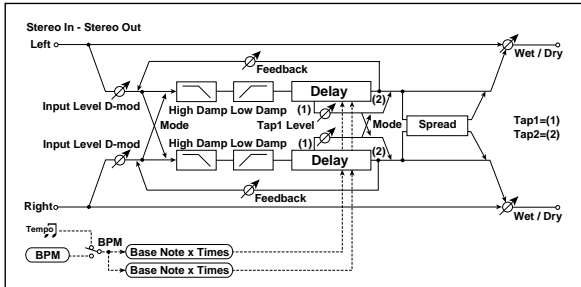 Stereo In - Stereo Out
Left
Wet / Dry
Feedback
Input Level D-mod
High Damp Low Damp
Delay
(1)
(2)
Mode
Tap1 Level
Mode
Spread
Tap1=(1)
Tap2=(2)
Input Level D-mod
High Damp Low Damp
(1)
Delay
(2)
Feedback
Right
Wet / Dry
Tempo
BPM
BPM
Base Note x Times
Base Note x Times